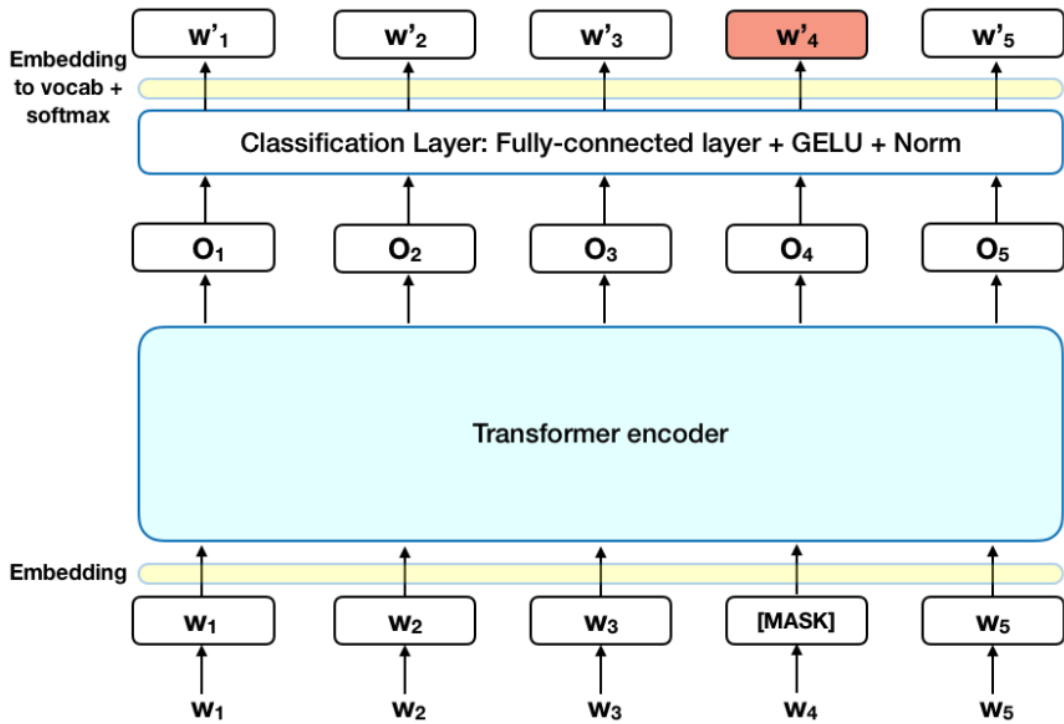 w'₁ w'₂ w'₃ w'₄ w'₅
Embedding
to vocab +
softmax
Classification Layer: Fully-connected layer + GELU + Norm
O₁ O₂ O₃ O₄ O₅
Transformer encoder
Embedding
w₁ w₂ w₃ [MASK] w₅
w₁ w₂ w₃ w₄ w₅